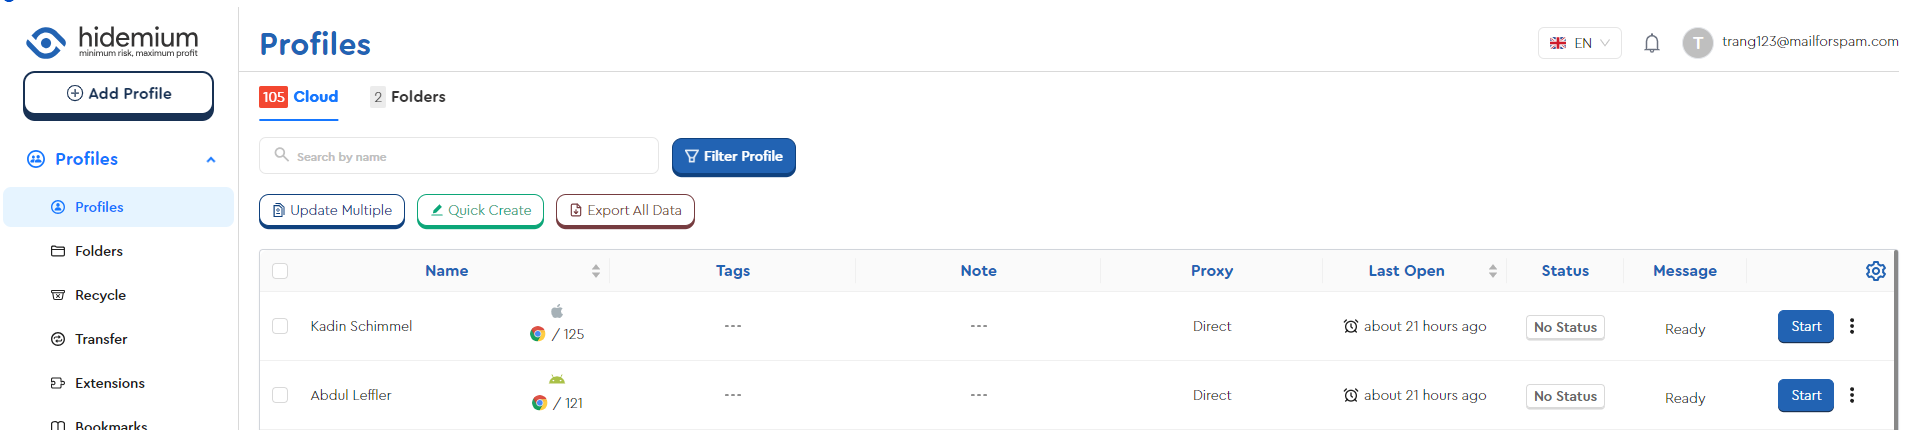 hidemium
minimum risk, maximum profit
Add Profile
Profiles
Profiles
Folders
Recycle
Transfer
Extensions
Bookmarks
Profiles
EN
T
trang123@mailforspam.com
105 Cloud
2 Folders
Search by name
Filter Profile
Update Multiple
Quick Create
Export All Data
Name Tags Note Proxy Last Open Status Message
Kadin Schimmel / 125 --- --- Direct about 21 hours ago No Status Ready Start
Abdul Leffler / 121 --- --- Direct about 21 hours ago No Status Ready Start